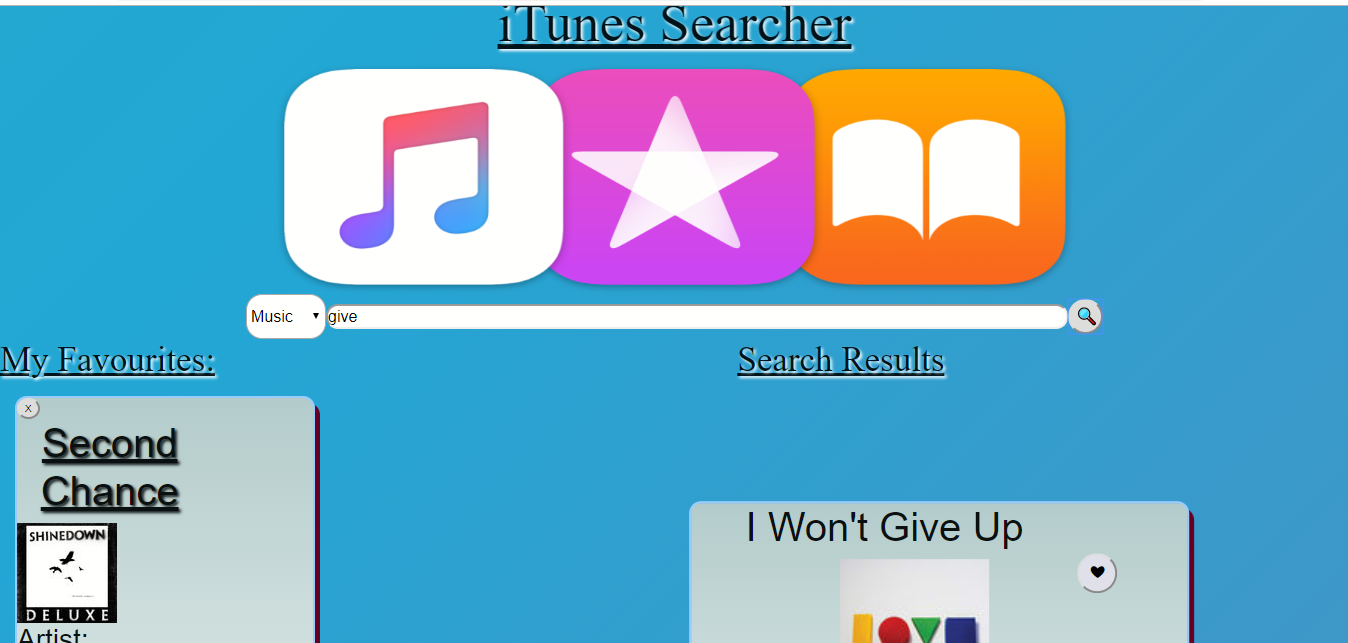 iTunes Searcher
Music
give
My Favourites:
Search Results
X
Second
Chance
SHINEDOWN
DELUXE
Artist:
I Won't Give Up
LOVE